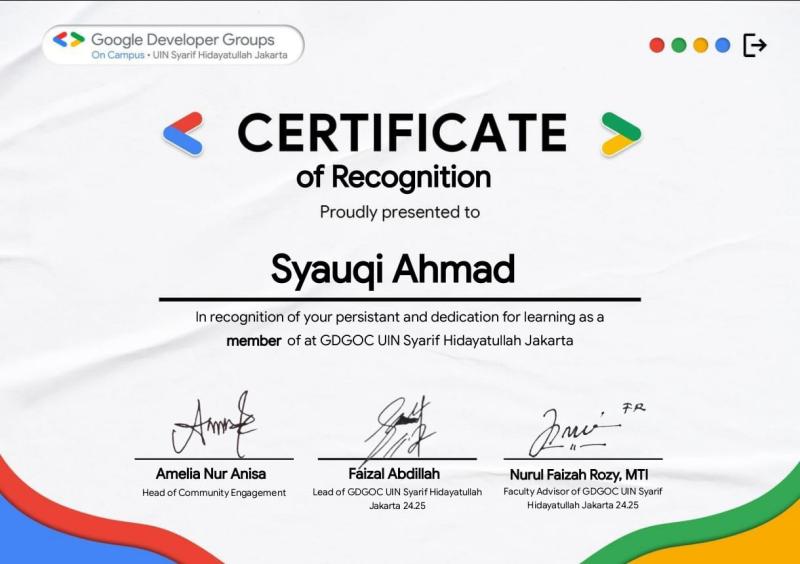 Google Developer Groups
On Campus • UIN Syarif Hidayatullah Jakarta
CERTIFICATE
of Recognition
Proudly presented to
Syauqi Ahmad
In recognition of your persistant and dedication for learning as a
member of at GDGOC UIN Syarif Hidayatullah Jakarta
FR
Amelia Nur Anisa
Head of Community Engagement
Faizal Abdillah
Lead of GDGOC UIN Syarif Hidayatullah
Jakarta 24.25
Nurul Faizah Rozy, MTI
Faculty Advisor of GDGOC UIN Syarif
Hidayatullah Jakarta 24.25